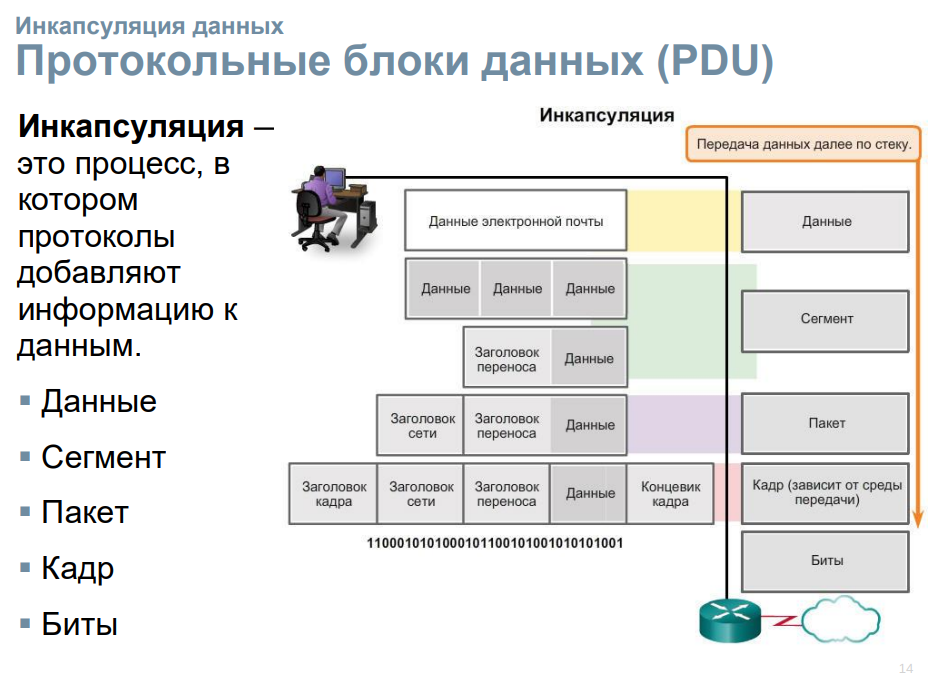 Инкапсуляция данных
Протокольные блоки данных (PDU)
Инкапсуляция –
это процесс, в
котором
протоколы
добавляют
информацию к
данным.
Данные
Сегмент
Пакет
Кадр
Биты
Инкапсуляция
Передача данных далее по стеку.
Данные электронной почты
Данные
Данные Данные Данные
Сегмент
Заголовок переноса
Данные
Заголовок сети
Заголовок переноса
Данные
Пакет
Заголовок кадра
Заголовок сети
Заголовок переноса
Данные
Концевик кадра
Кадр (зависит от среды
передачи)
1100010101000101100101001010101001
Биты
14